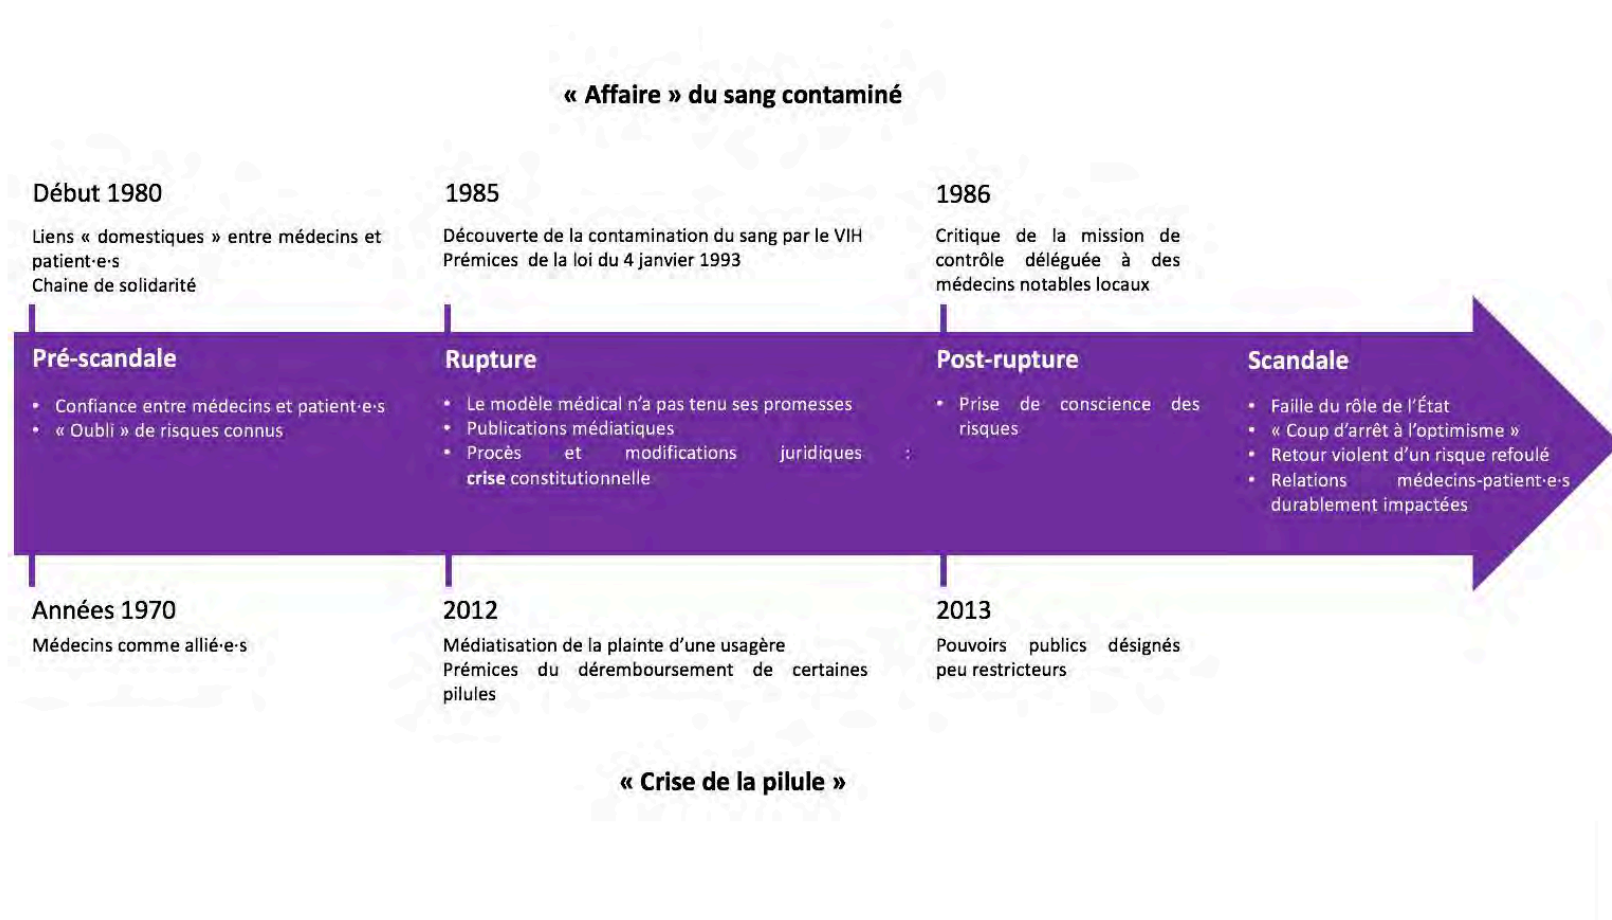 « Affaire » du sang contaminé
Début 1980
Liens « domestiques » entre médecins et
patient·e·s
Chaine de solidarité
1985
Découverte de la contamination du sang par le VIH
Prémices de la loi du 4 janvier 1993
1986
Critique de la mission de
contrôle déléguée à des
médecins notables locaux
Pré-scandale
• Confiance entre médecins et patient·e·s
• « Oubli » de risques connus
Rupture
• Le modèle médical n’a pas tenu ses promesses
• Publications médiatiques
• Procès et modifications juridiques :
crise constitutionnelle
Post-rupture
• Prise de conscience des
risques
Scandale
• Faille du rôle de l’État
• « Coup d’arrêt à l’optimisme »
• Retour violent d’un risque refoulé
• Relations médecins-patient·e·s
durablement impactées
Années 1970
Médecins comme allié·e·s
2012
Médiatisation de la plainte d’une usagère
Prémices du déremboursement de certaines
pilules
2013
Pouvoirs publics désignés
peu restricteurs
« Crise de la pilule »